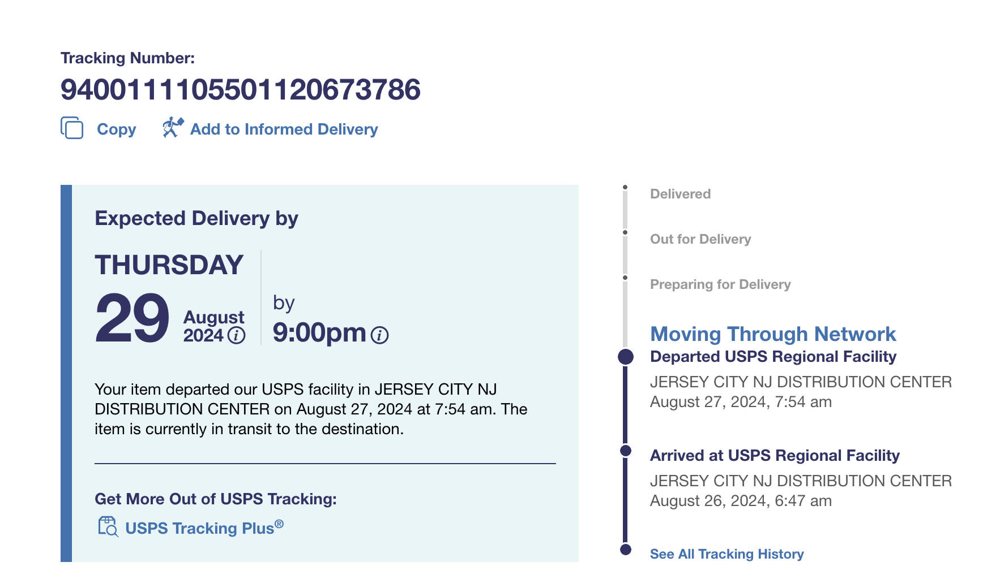 Tracking Number:
9400111105501120673786
Copy
Add to Informed Delivery
Expected Delivery by
THURSDAY
29
August
2024
by
9:00pm
Your item departed our USPS facility in JERSEY CITY NJ
DISTRIBUTION CENTER on August 27, 2024 at 7:54 am. The
item is currently in transit to the destination.
Get More Out of USPS Tracking:
USPS Tracking Plus®
Delivered
Out for Delivery
Preparing for Delivery
Moving Through Network
Departed USPS Regional Facility
JERSEY CITY NJ DISTRIBUTION CENTER
August 27, 2024, 7:54 am
Arrived at USPS Regional Facility
JERSEY CITY NJ DISTRIBUTION CENTER
August 26, 2024, 6:47 am
See All Tracking History